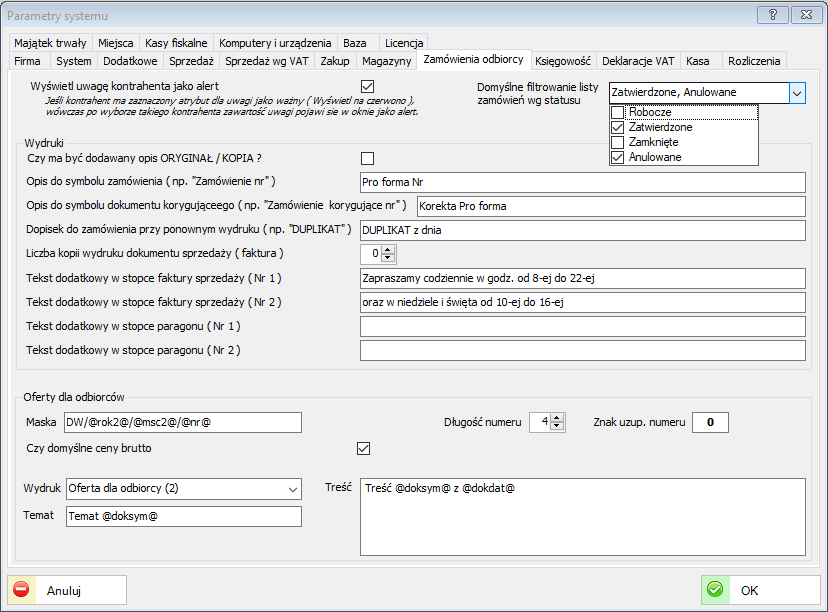 Parametry systemu
Majątek trwały Miejsca Kasy fiskalne Komputery i urządzenia Baza Licencja
Firma System Dodatkowe Sprzedaż Sprzedaż wg VAT Zakup Magazyny Zamówienia odbiorcy Księgowość Deklaracje VAT Kasa Rozliczenia
Wyświetl uwagę kontrahenta jako alert
Jeśli kontrahent ma zaznaczony atrybut dla uwagi jako ważny ( Wyświetl na czerwono ),
wówczas po wyborze takiego kontrahenta zawartość uwagi pojawi sie w oknie jako alert.
Domyślne filtrowanie listy
zamówień wg statusu
Zatwierdzone, Anulowane
Robocze
Zatwierdzone
Zamknięte
Anulowane
Wydruki
Czy ma być dodawany opis ORYGINAŁ / KOPIA ?
Opis do symbolu zamówienia ( np. "Zamówienie nr" ) Pro forma Nr
Opis do symbolu dokumentu korygująceego ( np. "Zamówienie korygujące nr" ) Korekta Pro forma
Dopisek do zamówienia przy ponownym wydruku ( np. "DUPLIKAT" ) DUPLIKAT z dnia
Liczba kopii wydruku dokumentu sprzedaży ( faktura ) 0
Tekst dodatkowy w stopce faktury sprzedaży ( Nr 1 ) Zapraszamy codziennie w godz. od 8-ej do 22-ej
Tekst dodatkowy w stopce faktury sprzedaży ( Nr 2 ) oraz w niedziele i święta od 10-ej do 16-ej
Tekst dodatkowy w stopce paragonu ( Nr 1 )
Tekst dodatkowy w stopce paragonu ( Nr 2 )
Oferty dla odbiorców
Maska DW/@rok2@/@msc2@/@nr@ Długość numeru 4 Znak uzup. numeru 0
Czy domyślne ceny brutto
Wydruk Oferta dla odbiorcy (2) Treść Treść @doksym@ z @dokdat@
Temat Temat @doksym@
Anuluj OK